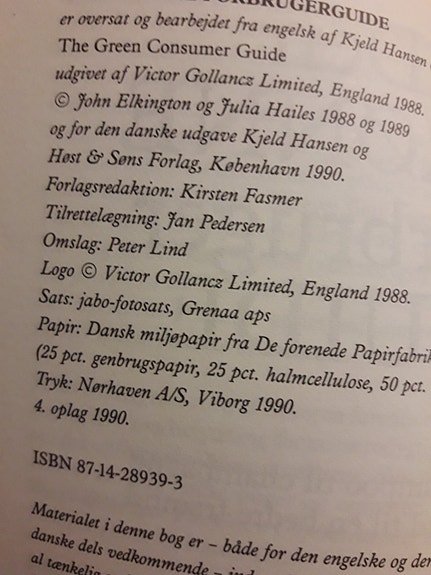 FORBRUGERGUIDE
er oversat og bearbejdet fra engelsk af Kjeld Hansen
The Green Consumer Guide
udgivet af Victor Gollancz Limited, England 1988.
© John Elkington og Julia Hailes 1988 og 1989
og for den danske udgave Kjeld Hansen og
Høst & Søns Forlag, København 1990.
Forlagsredaktion: Kirsten Fasmer
Tilrettelægning: Jan Pedersen
Omslag: Peter Lind
Logo © Victor Gollancz Limited, England 1988.
Sats: jabo-fotosats, Grenaa aps
Papir: Dansk miljøpapir fra De forenede Papirfabrik
(25 pct. genbrugspapir, 25 pct. halmcellulose, 50 pct.
Tryk: Nørhaven A/S, Viborg 1990.
4. oplag 1990.
ISBN 87-14-28939-3
Materialet i denne bog er – både for den engelske og den
danske dels vedkommende – ind
al tænkelig